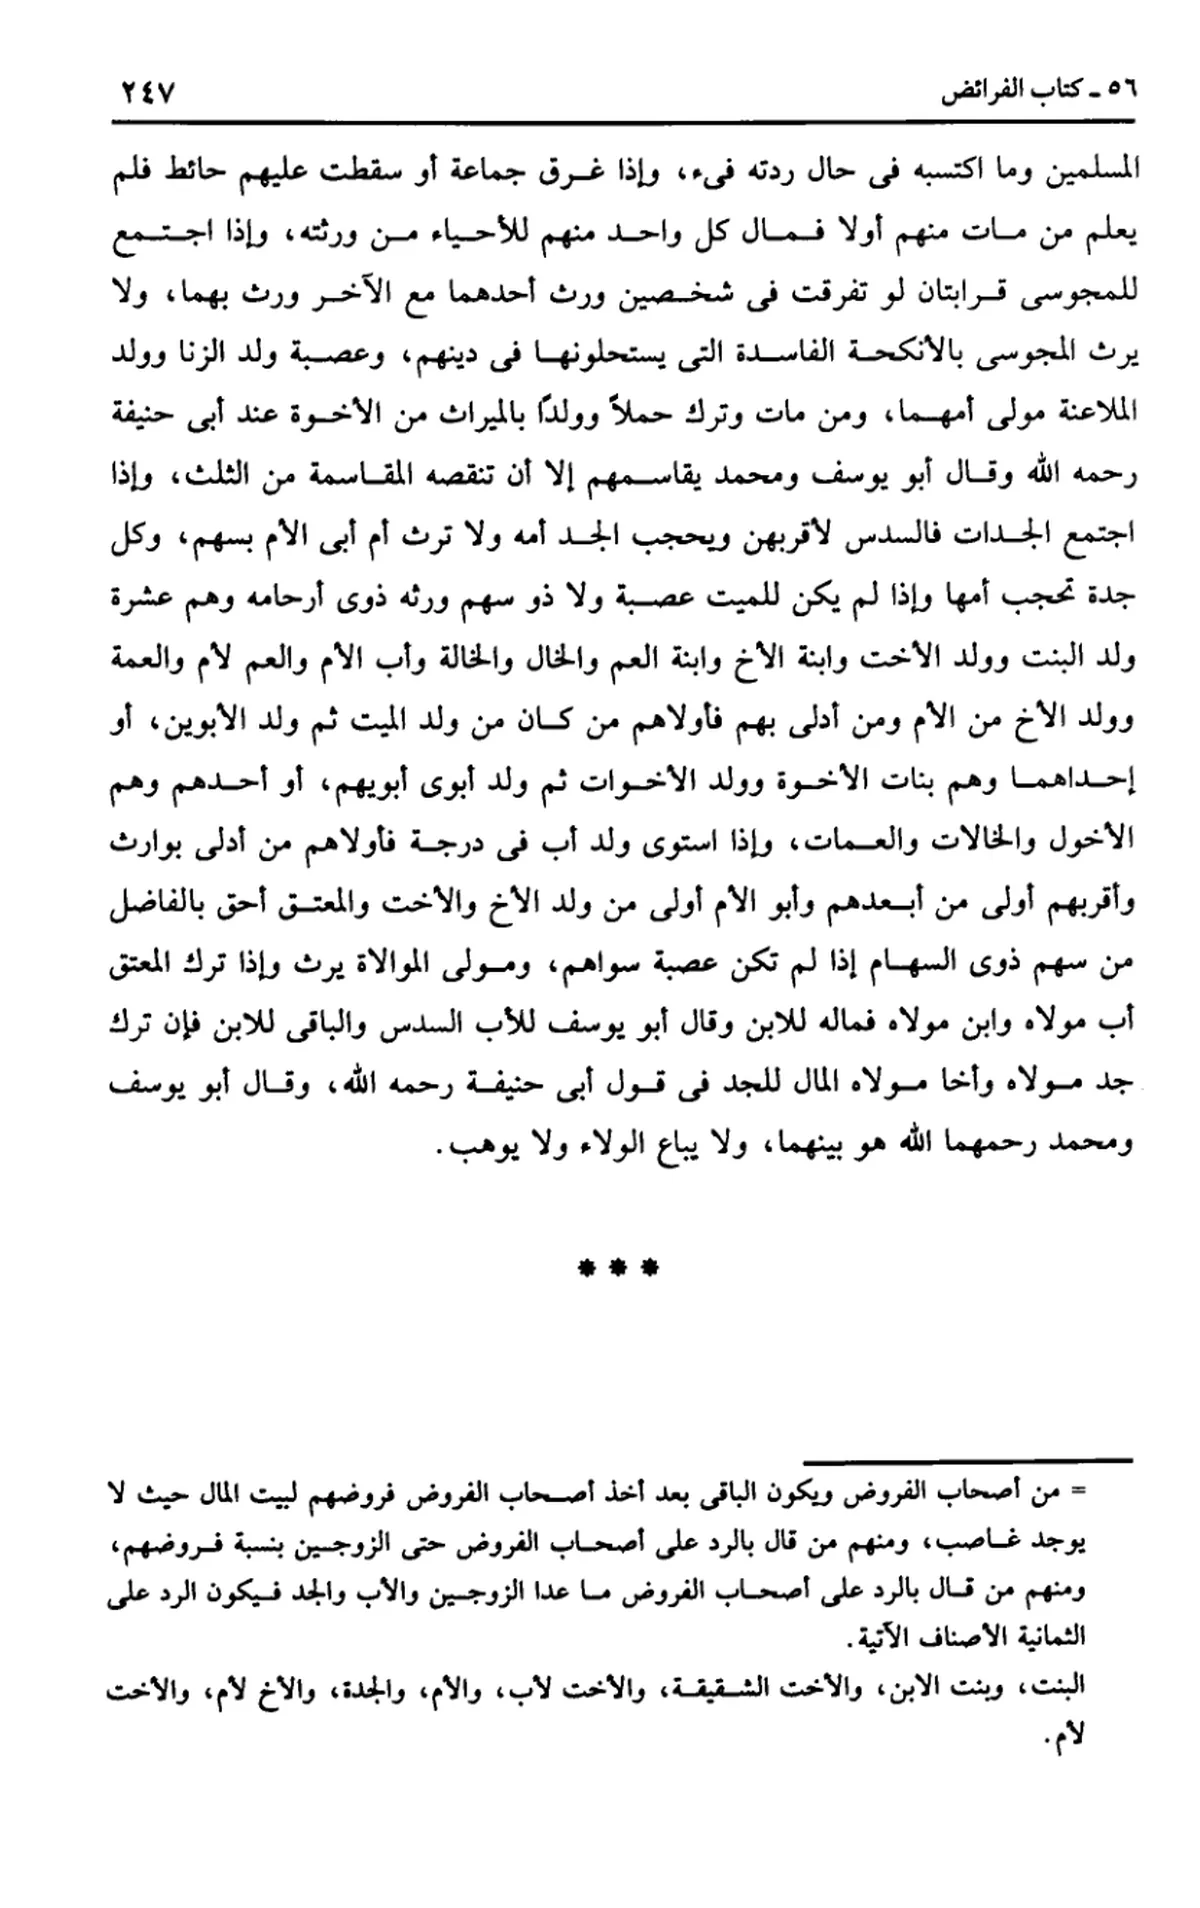 ٥٦ ـ كتاب الفرائض ٢٤٧
المسلمين وما اكتسبه فى حال ردته فىء، وإذا غرق جماعة أو سقطت عليهم حائط فلم
يعلم من مات منهم أولا فمال كل واحد منهم للأحياء من ورثته، وإذا اجتمع
للمجوسى قرابتان لو تفرقت فى شخصين ورث أحدهما مع الآخر ورث بهما، ولا
يرث المجوسى بالأنكحة الفاسدة التى يستحلونها فى دينهم، وعصبة ولد الزنا وولد
الملاعنة مولى أمهما، ومن مات وترك حملاً وولدًا بالميراث من الأخوة عند أبى حنيفة
رحمه الله وقال أبو يوسف ومحمد يقاسمهم إلا أن تنقصه المقاسمة من الثلث، وإذا
اجتمع الجدات فالسدس لأقربهن ويحجب الجد أمه ولا ترث أم أبى الأم بسهم، وكل
جدة تحجب أمها وإذا لم يكن للميت عصبة ولا ذو سهم ورثه ذوى أرحامه وهم عشرة
ولد البنت وولد الأخت وابنة الأخ وابنة العم والخال والخالة وأب الأم والعم لأم والعمة
وولد الأخ من الأم ومن أدلى بهم فأولاهم من كان من ولد الميت ثم ولد الأبوين، أو
إحداهما وهم بنات الأخوة وولد الأخوات ثم ولد أبوى أبويهم، أو أحدهم وهم
الأخول والخالات والعمات، وإذا استوى ولد أب فى درجة فأولاهم من أدلى بوارث
وأقربهم أولى من أبعدهم وأبو الأم أولى من ولد الأخ والأخت والمعتق أحق بالفاضل
من سهم ذوى السهام إذا لم تكن عصبة سواهم، ومولى الموالاة يرث وإذا ترك المعتق
أب مولاه وابن مولاه فماله للابن وقال أبو يوسف للأب السدس والباقى للابن فإن ترك
جد مولاه وأخا مولاه المال للجد فى قول أبى حنيفة رحمه الله، وقال أبو يوسف
ومحمد رحمهما الله هو بينهما، ولا يباع الولاء ولا يوهب.
* * *
= من أصحاب الفروض ويكون الباقى بعد أخذ أصحاب الفروض فروضهم لبيت المال حيث لا
يوجد غاصب، ومنهم من قال بالرد على أصحاب الفروض حتى الزوجين بنسبة فروضهم،
ومنهم من قال بالرد على أصحاب الفروض ما عدا الزوجين والأب والجد فيكون الرد على
الثمانية الأصناف الآتية.
البنت، وبنت الابن، والأخت الشقيقة، والأخت لأب، والأم، والجدة، والأخ لأم، والأخت
لأم.